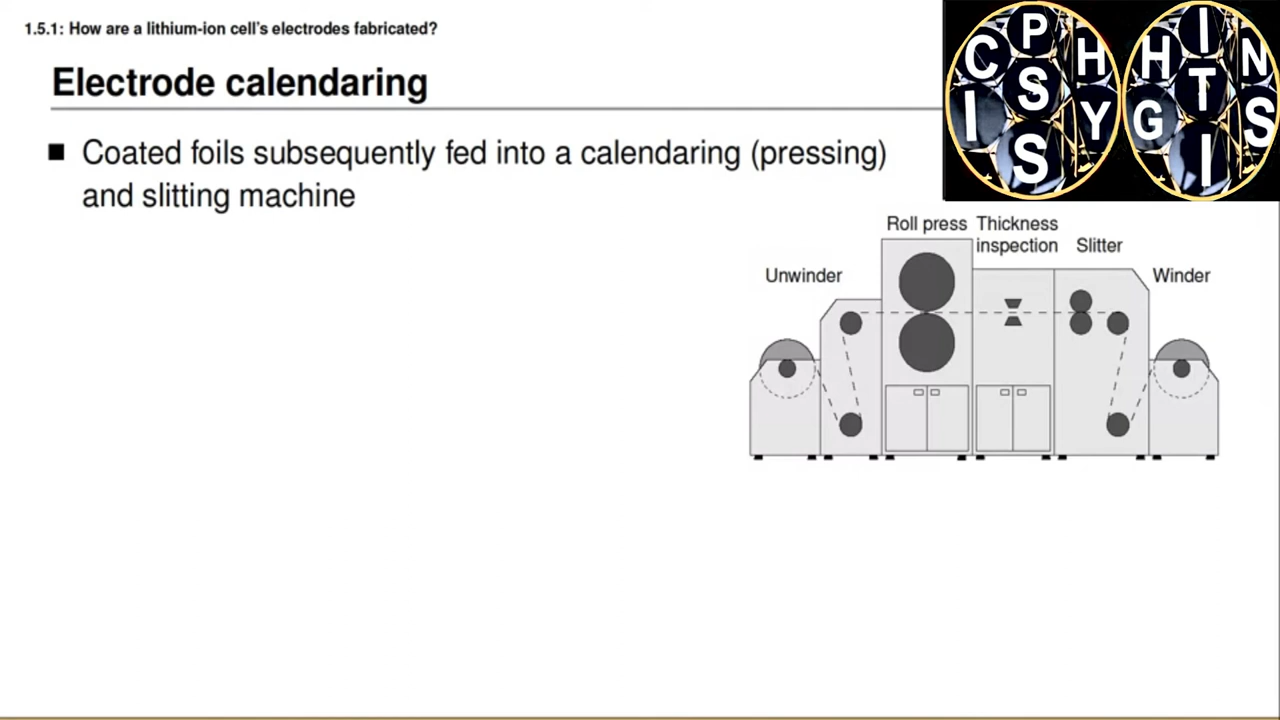 1.5.1: How are a lithium-ion cell's electrodes fabricated?
Electrode calendaring
C P H H I N
I S Y G T S
S I
■ Coated foils subsequently fed into a calendaring (pressing)
and slitting machine
Roll press Thickness
inspection Slitter
Unwinder Winder